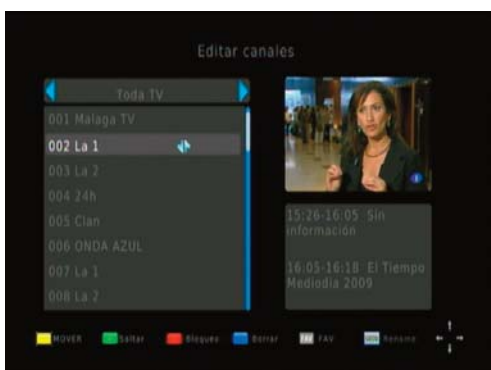 Editar canales
Toda TV
001 Malaga TV
002 La 1
003 La 2
004 24h
005 Clan
006 ONDA AZUL
007 La 1
008 La 2
15:26-16:05 Sin
información
16:05-16:18 El Tiempo
Mediodia 2009
MOVER Saltar Bloqueo Borrar FAV FAV Rename